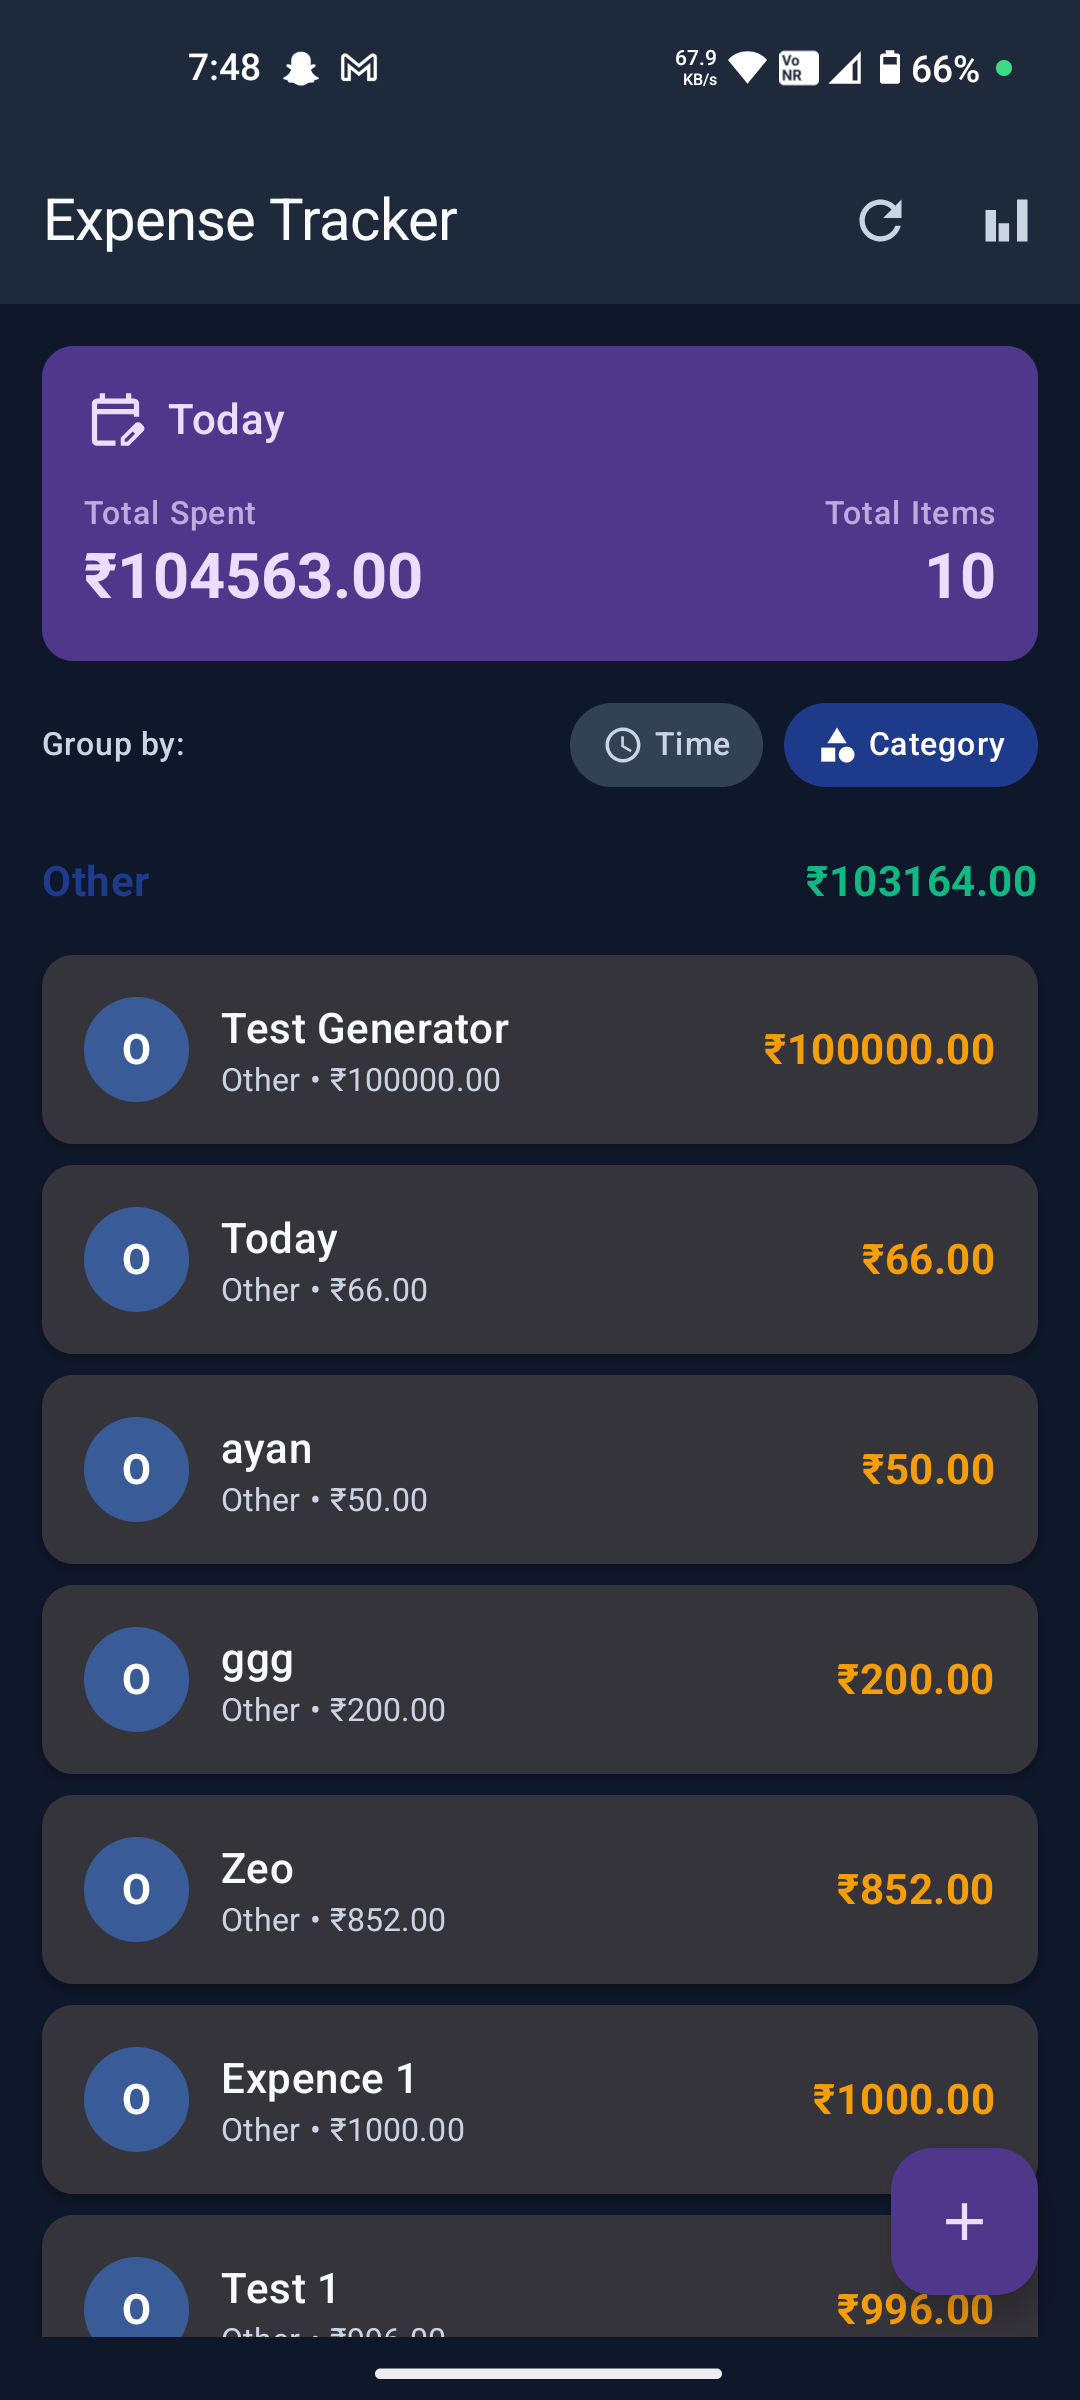 7:48
67.9
KB/s
Vo
NR
66%
Expense Tracker
Today
Total Spent
Total Items
₹104563.00
10
Group by:
Time
Category
Other
₹103164.00
O
Test Generator
Other • ₹100000.00
₹100000.00
O
Today
Other • ₹66.00
₹66.00
O
ayan
Other • ₹50.00
₹50.00
O
ggg
Other • ₹200.00
₹200.00
O
Zeo
Other • ₹852.00
₹852.00
O
Expence 1
Other • ₹1000.00
₹1000.00
O
Test 1
Other • ₹996.00
₹996.00